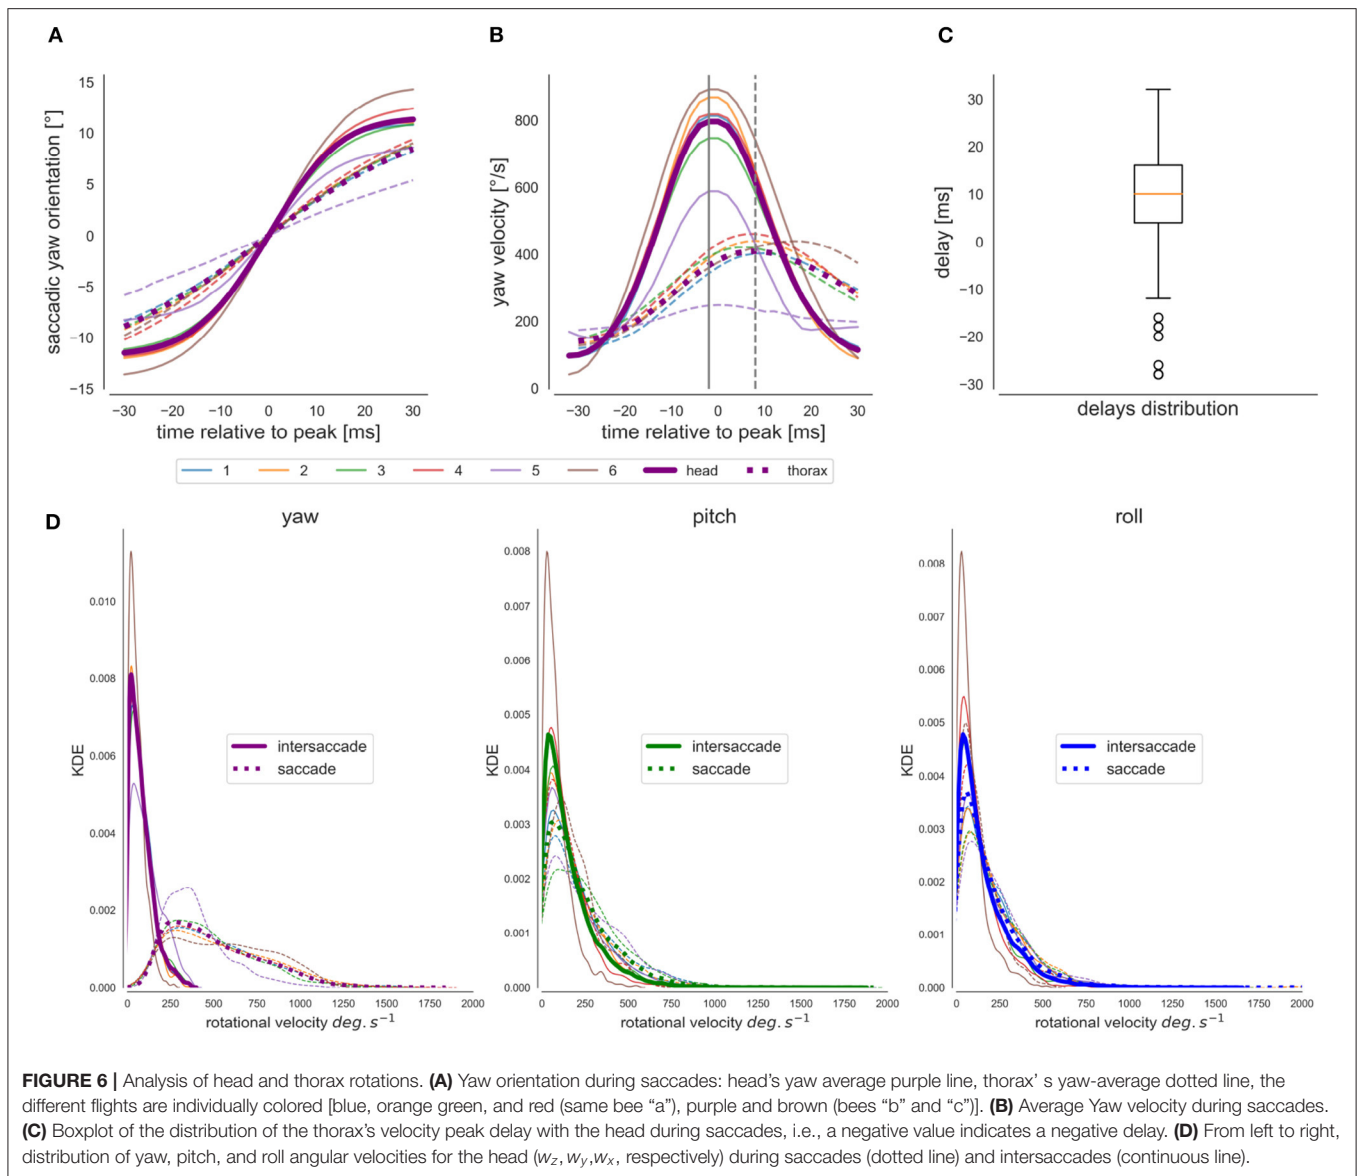 A
B
C
15
10
5
0
−5
−10
−15
saccadic yaw orientation [°]
−30 −20 −10 0 10 20 30
time relative to peak [ms]
800
600
400
200
0
yaw velocity [°/s]
−30 −20 −10 0 10 20 30
time relative to peak [ms]
30
20
10
0
−10
−20
−30
delay [ms]
delays distribution
1 2 3 4 5 6 head thorax
D
yaw
0.010
0.008
0.006
0.004
0.002
0.000
KDE
intersaccade
saccade
0 250 500 750 1000 1250 1500 1750 2000
rotational velocity deg.s⁻¹
pitch
0.008
0.007
0.006
0.005
0.004
0.003
0.002
0.001
0.000
KDE
intersaccade
saccade
0 250 500 750 1000 1250 1500 1750 2000
rotational velocity deg.s⁻¹
roll
0.008
0.007
0.006
0.005
0.004
0.003
0.002
0.001
0.000
KDE
intersaccade
saccade
0 250 500 750 1000 1250 1500 1750 2000
rotational velocity deg.s⁻¹
FIGURE 6 | Analysis of head and thorax rotations. (A) Yaw orientation during saccades: head's yaw average purple line, thorax' s yaw-average dotted line, the
different flights are individually colored [blue, orange green, and red (same bee “a”), purple and brown (bees “b” and “c”)]. (B) Average Yaw velocity during saccades.
(C) Boxplot of the distribution of the thorax's velocity peak delay with the head during saccades, i.e., a negative value indicates a negative delay. (D) From left to right,
distribution of yaw, pitch, and roll angular velocities for the head (wz, wy,wx, respectively) during saccades (dotted line) and intersaccades (continuous line).